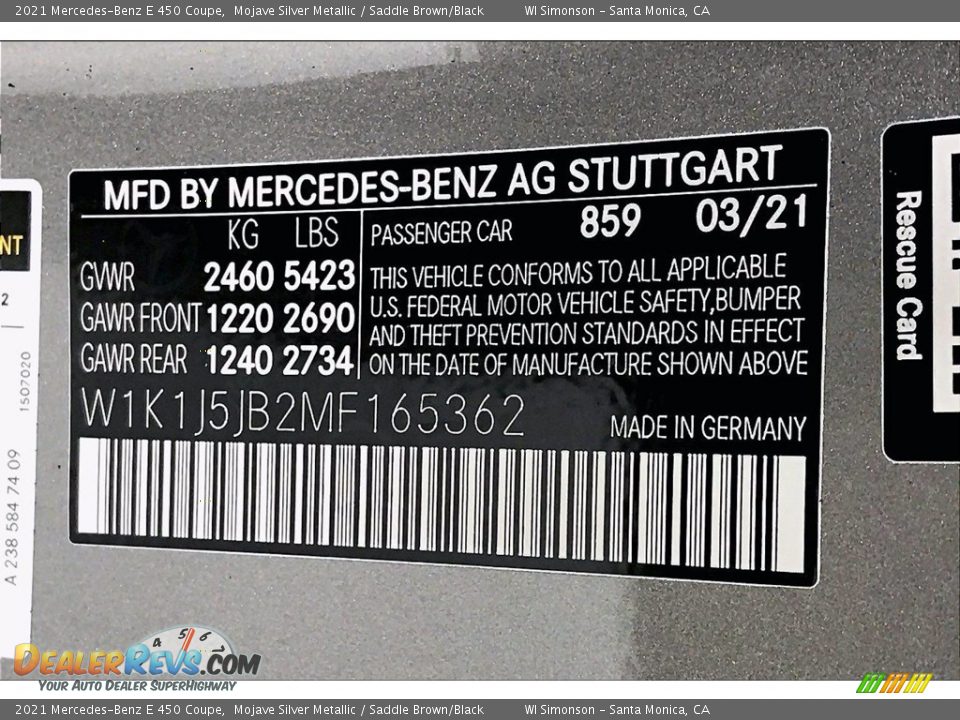 2021 Mercedes-Benz E 450 Coupe, Mojave Silver Metallic / Saddle Brown/Black WI Simonson - Santa Monica, CA
MFD BY MERCEDES-BENZ AG STUTTGART
KG LBS
GVWR 2460 5423
GAWR FRONT 1220 2690
GAWR REAR 1240 2734
PASSENGER CAR 859 03/21
THIS VEHICLE CONFORMS TO ALL APPLICABLE
U.S. FEDERAL MOTOR VEHICLE SAFETY,BUMPER
AND THEFT PREVENTION STANDARDS IN EFFECT
ON THE DATE OF MANUFACTURE SHOWN ABOVE
W1K1J5JB2MF165362
MADE IN GERMANY
Rescue Card
NT
2
1507020
A 238 584 74 09
4 5 6
DealerRevs.com
Your Auto Dealer SuperHighway
2021 Mercedes-Benz E 450 Coupe, Mojave Silver Metallic / Saddle Brown/Black WI Simonson - Santa Monica, CA